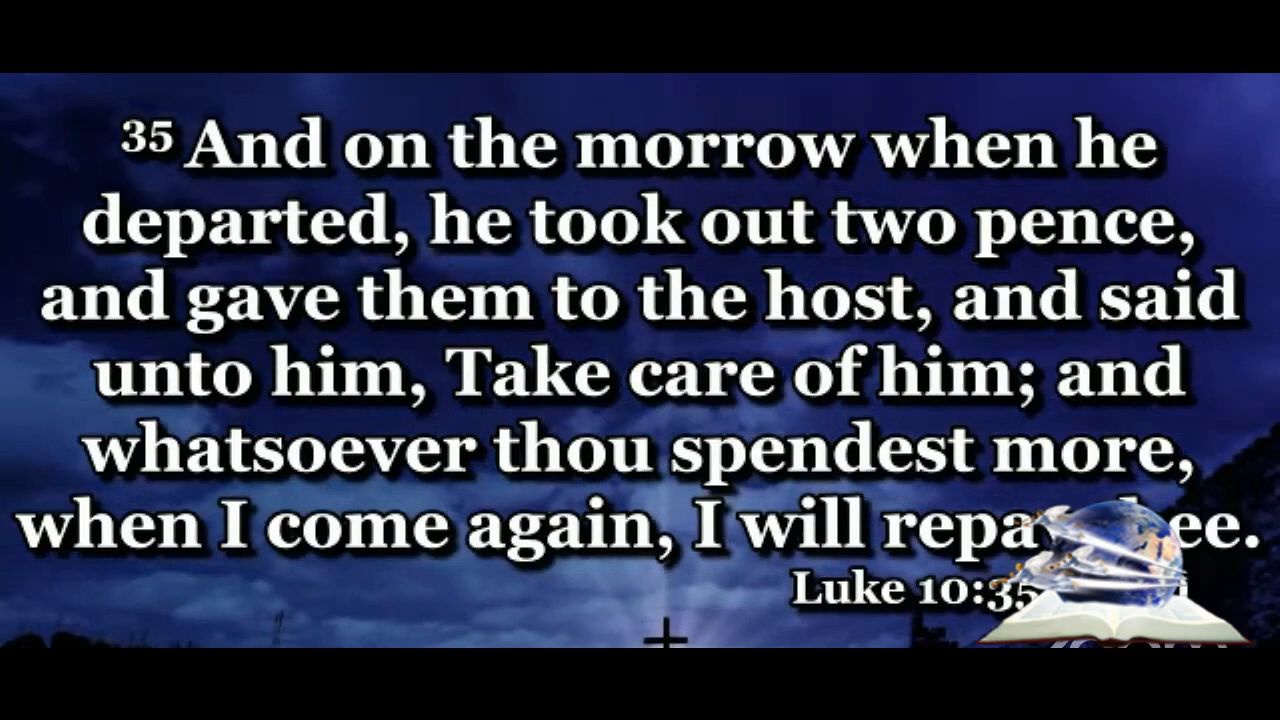 35 And on the morrow when he
departed, he took out two pence,
and gave them to the host, and said
unto him, Take care of him; and
whatsoever thou spendest more,
when I come again, I will
Luke 10:35